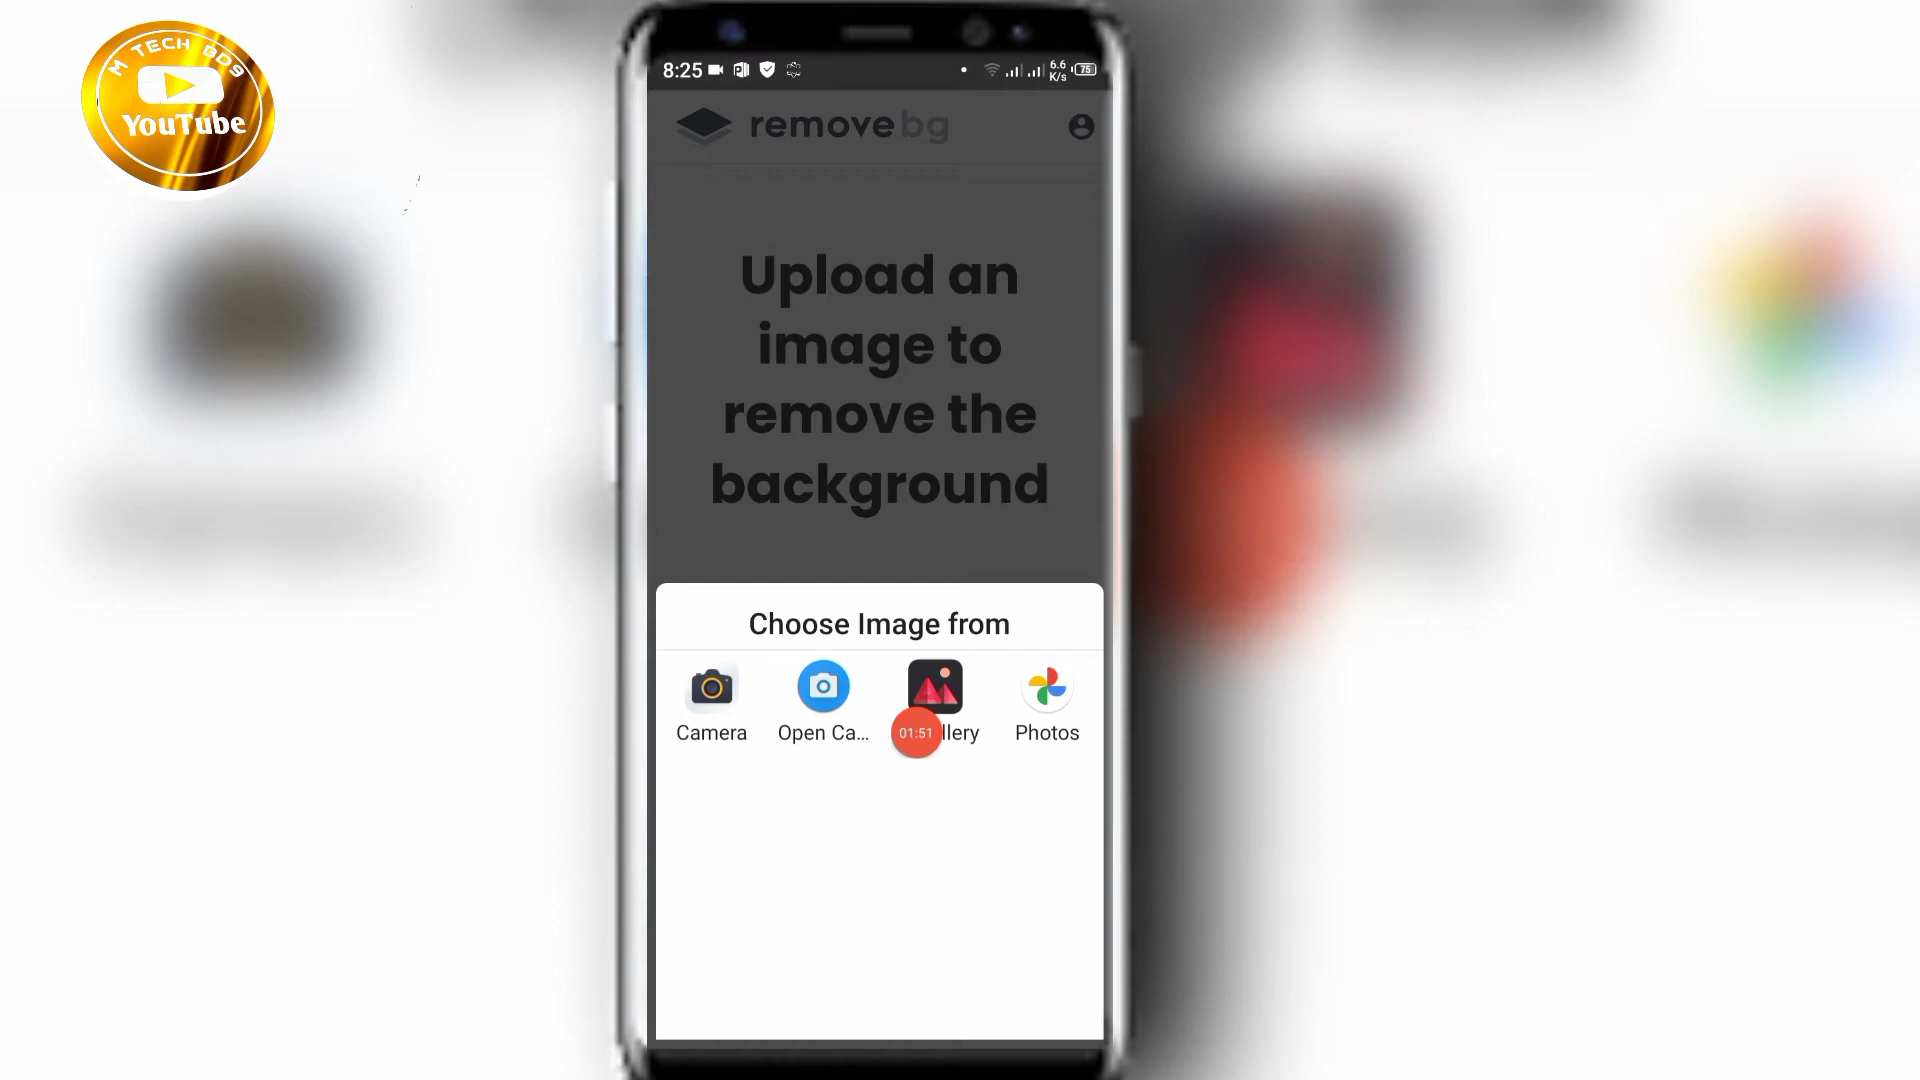 M TECH BD9
YouTube
8:25
6.6
K/s
75
remove bg
Upload an
image to
remove the
background
Choose Image from
Camera
Open Ca...
llery
Photos
01:51